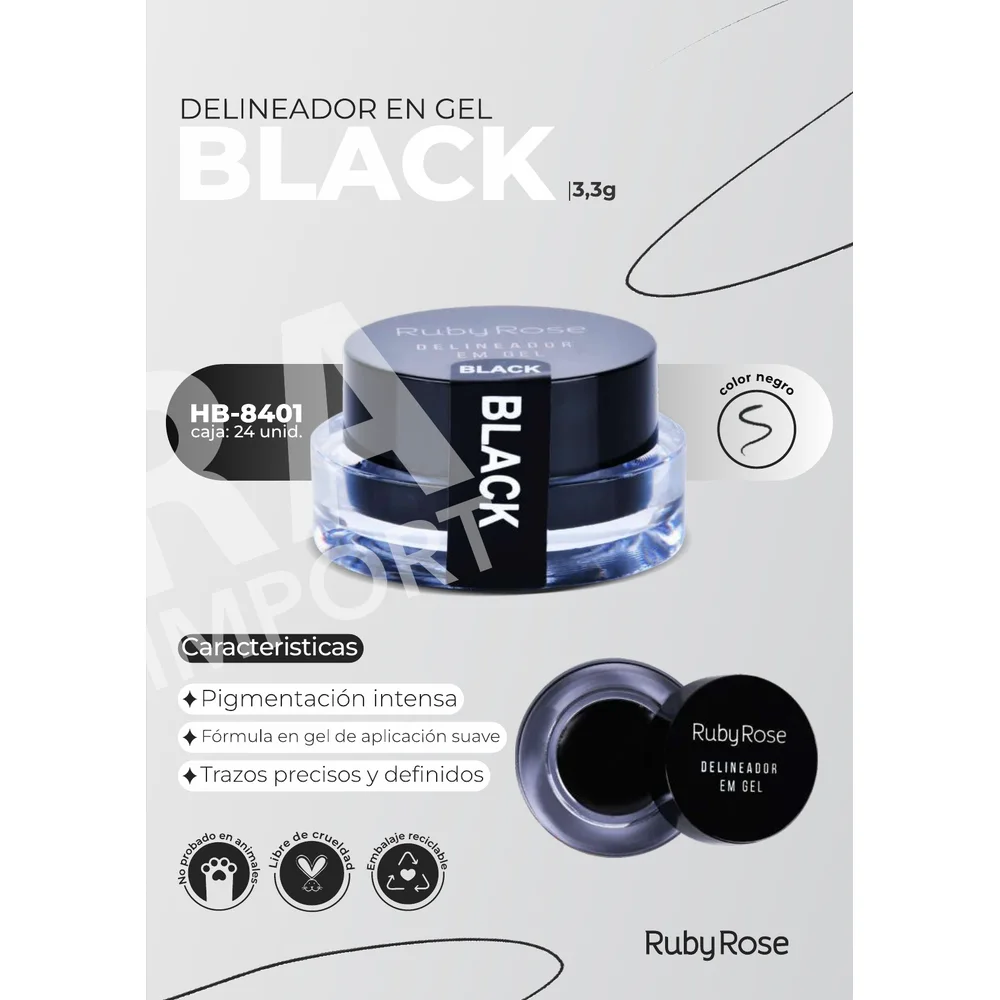 DELINEADOR EN GEL
BLACK
|3,3g
RubyRose
DELINEADOR
EM GEL
BLACK
BLACK
HB-8401
caja: 24 unid.
color negro
RA
IMPORT
Caracteristicas
Pigmentación intensa
Fórmula en gel de aplicación suave
Trazos precisos y definidos
RubyRose
DELINEADOR
EM GEL
No probado en animales
Libre de crueldad
Embalaje reciclable
RubyRose